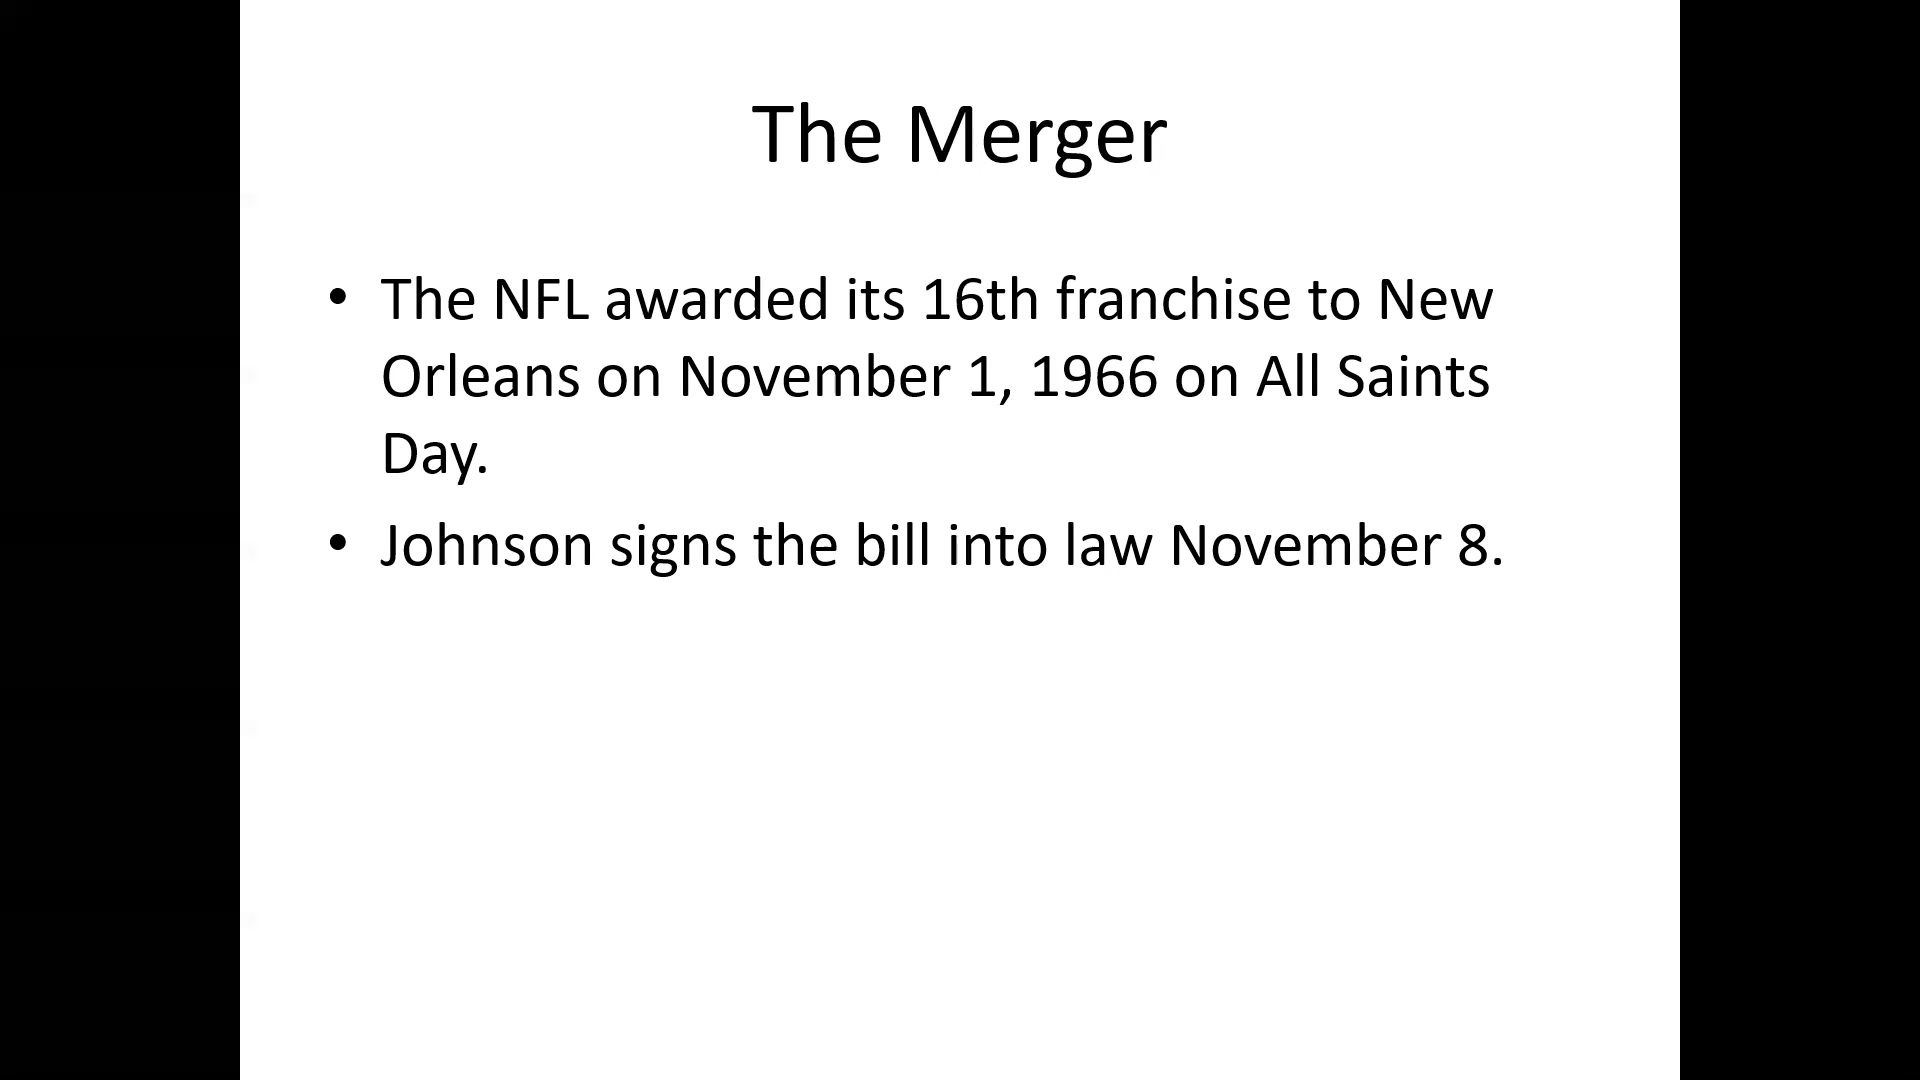 The Merger
• The NFL awarded its 16th franchise to New
Orleans on November 1, 1966 on All Saints
Day.
• Johnson signs the bill into law November 8.